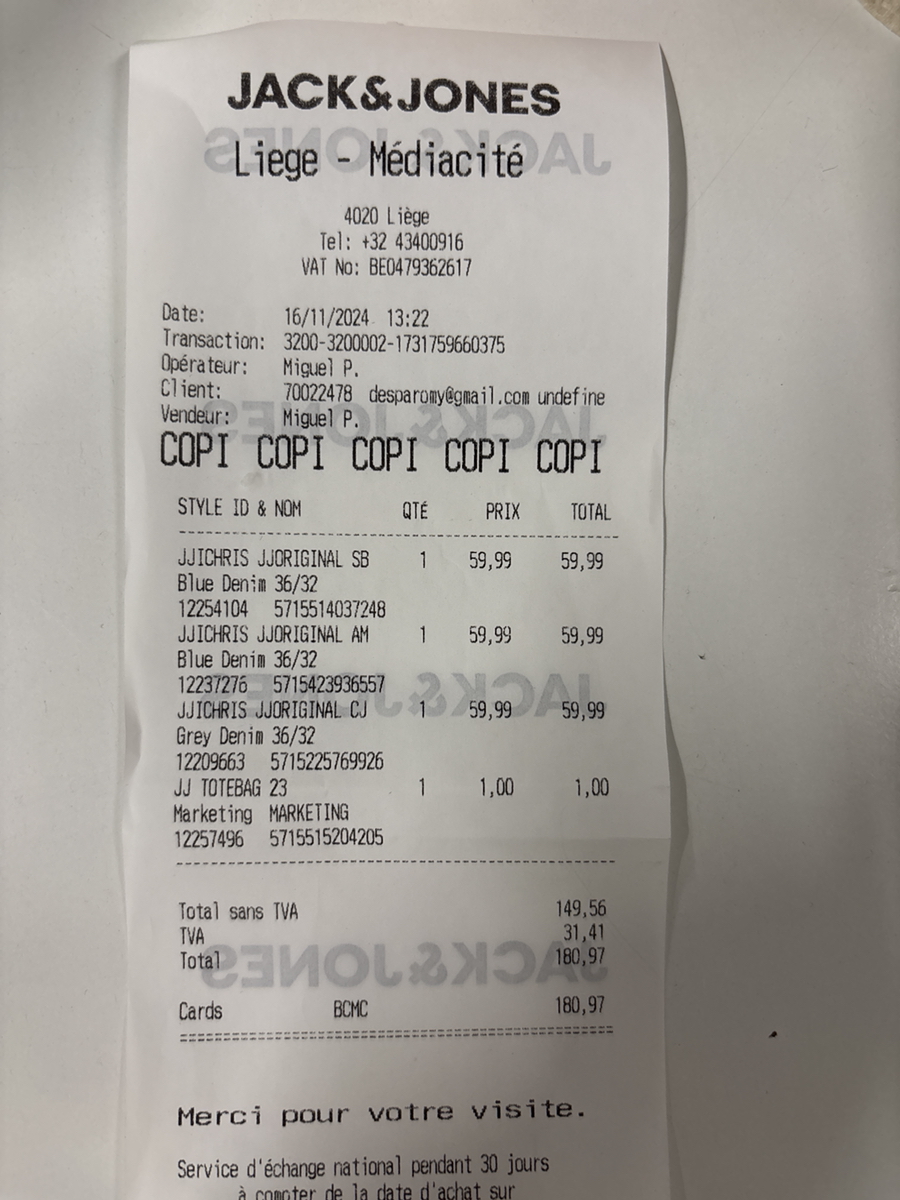 JACK&JONES
Liege - Médiacité
4020 Liège
Tel: +32 43400916
VAT No: BE0479362617
Date: 16/11/2024 13:22
Transaction: 3200-3200002-1731759660375
Opérateur: Miguel P.
Client: 70022478 desparomy@gmail.com undefine
Vendeur: Miguel P.
COPI COPI COPI COPI COPI
STYLE ID & NOM QTÉ PRIX TOTAL
JJICHRIS JJORIGINAL SB 1 59,99 59,99
Blue Denim 36/32
12254104 5715514037248
JJICHRIS JJORIGINAL AM 1 59,99 59,99
Blue Denim 36/32
12237276 5715423936557
JJICHRIS JJORIGINAL CJ 1 59,99 59,99
Grey Denim 36/32
12209663 5715225769926
JJ TOTEBAG 23 1 1,00 1,00
Marketing MARKETING
12257496 5715515204205
Total sans TVA 149,56
TVA 31,41
Total 180,97
Cards BCMC 180,97
Merci pour votre visite.
Service d'échange national pendant 30 jours
à compter de la date d'achat sur